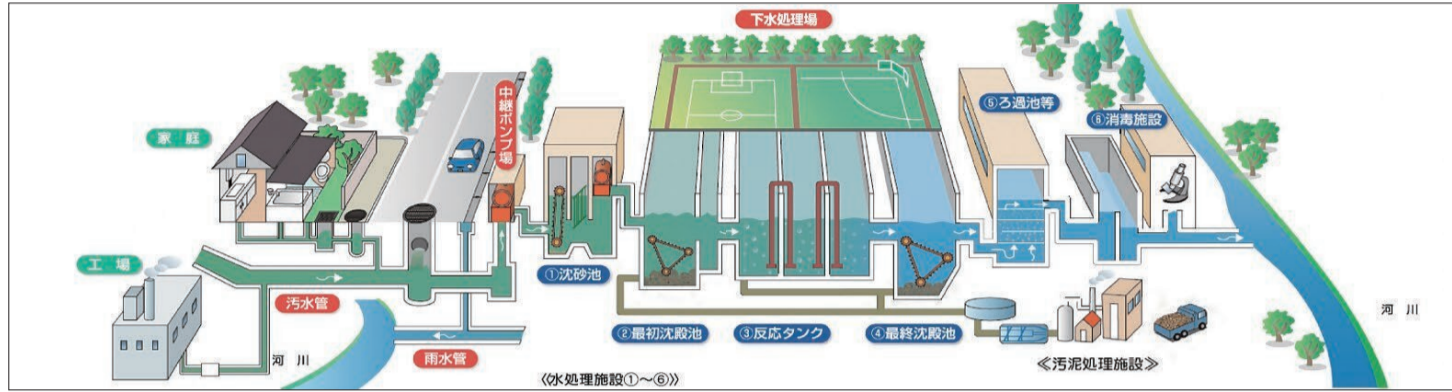 下水処理場
家庭
中継ポンプ場
⑤ろ過池等
⑥消毒施設
工場
①沈砂池
汚水管
②最初沈殿池
③反応タンク
④最終沈殿池
河川
河川
雨水管
≪汚泥処理施設≫
《水処理施設①～⑥》